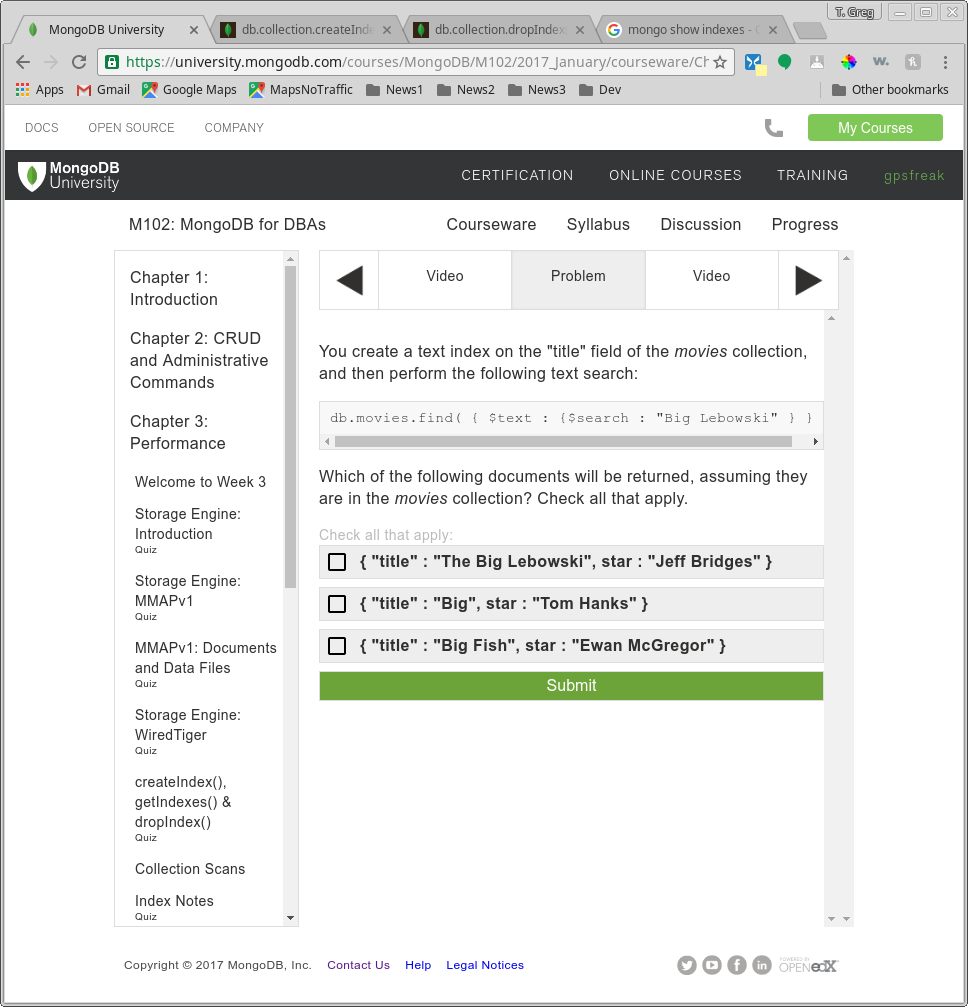 T. Greg
MongoDB University
db.collection.createInde
db.collection.dropIndex
mongo show indexes -
https://university.mongodb.com/courses/MongoDB/M102/2017_January/courseware/Ch
Apps Gmail Google Maps MapsNoTraffic News1 News2 News3 Dev Other bookmarks
DOCS OPEN SOURCE COMPANY My Courses
MongoDB
University
CERTIFICATION ONLINE COURSES TRAINING gpsfreak
M102: MongoDB for DBAs Courseware Syllabus Discussion Progress
Chapter 1:
Introduction
Chapter 2: CRUD
and Administrative
Commands
Chapter 3:
Performance
Welcome to Week 3
Storage Engine:
Introduction
Quiz
Storage Engine:
MMAPv1
Quiz
MMAPv1: Documents
and Data Files
Quiz
Storage Engine:
WiredTiger
Quiz
createIndex(),
getIndexes() &
dropIndex()
Quiz
Collection Scans
Index Notes
Quiz
Video Problem Video
You create a text index on the "title" field of the movies collection,
and then perform the following text search:
db.movies.find( { $text : {$search : "Big Lebowski" } }
Which of the following documents will be returned, assuming they
are in the movies collection? Check all that apply.
Check all that apply:
{ "title" : "The Big Lebowski", star : "Jeff Bridges" }
{ "title" : "Big", star : "Tom Hanks" }
{ "title" : "Big Fish", star : "Ewan McGregor" }
Submit
Copyright © 2017 MongoDB, Inc. Contact Us Help Legal Notices
POWERED BY
OPEN edX